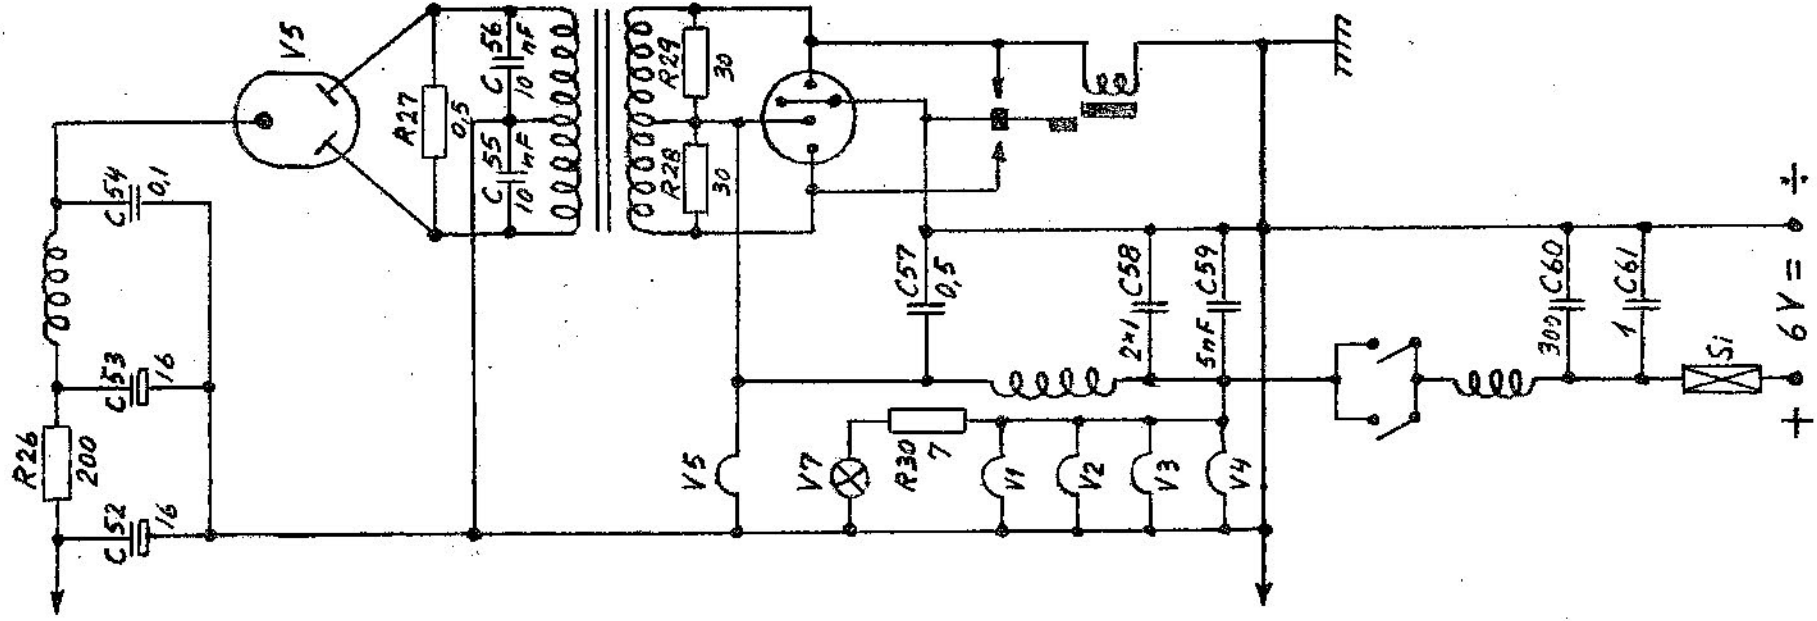 V5
R26
200
C52
16
C53
16
C54
0,1
R27
0,5
C56
10 nF
C55
10 nF
R29
30
R28
30
C57
0,5
C58
2×1
C59
5nF
C60
300
C61
1
Si
+ 6V = ÷
V5
V7
R30
7
V1
V2
V3
V4